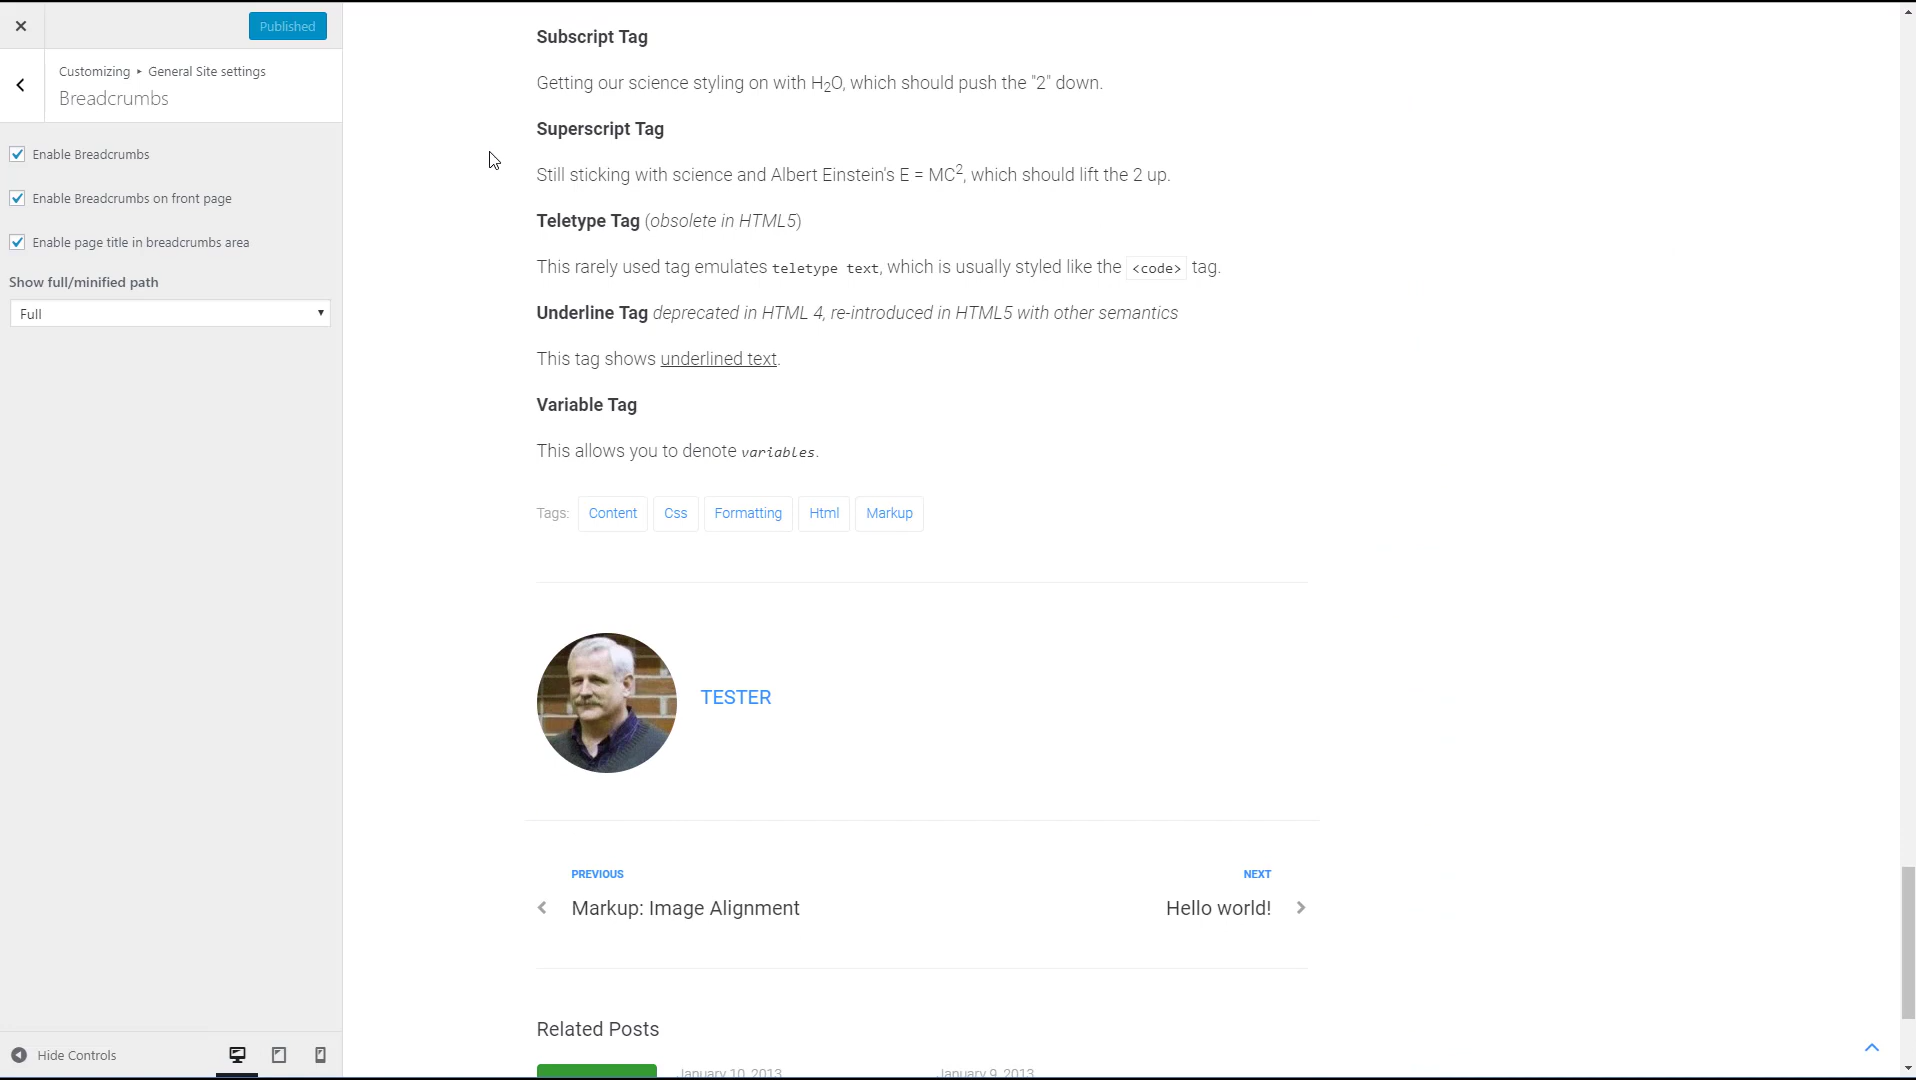 Published
Customizing ▸ General Site settings
Breadcrumbs
Enable Breadcrumbs
Enable Breadcrumbs on front page
Enable page title in breadcrumbs area
Show full/minified path
Full
Hide Controls
Subscript Tag
Getting our science styling on with H₂O, which should push the "2" down.
Superscript Tag
Still sticking with science and Albert Einstein's E = MC², which should lift the 2 up.
Teletype Tag (obsolete in HTML5)
This rarely used tag emulates teletype text, which is usually styled like the <code> tag.
Underline Tag deprecated in HTML 4, re-introduced in HTML5 with other semantics
This tag shows underlined text.
Variable Tag
This allows you to denote variables.
Tags: Content Css Formatting Html Markup
TESTER
PREVIOUS
Markup: Image Alignment
NEXT
Hello world!
Related Posts
January 10, 2013 January 9, 2013